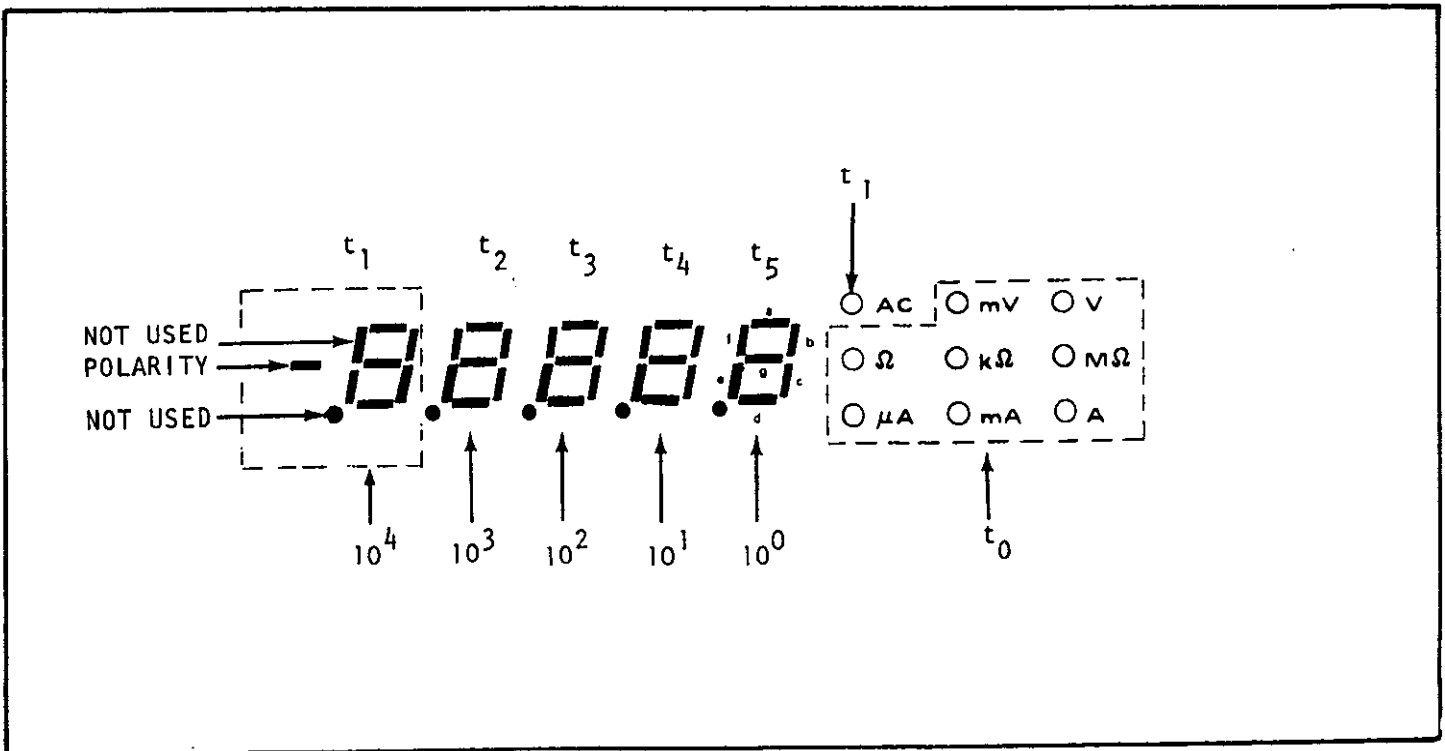 t1
t1 t2 t3 t4 t5
AC mV V
NOT USED
a
f b
POLARITY
Ω kΩ MΩ
g
e c
NOT USED
μA mA A
d
10^4 10^3 10^2 10^1 10^0
t0